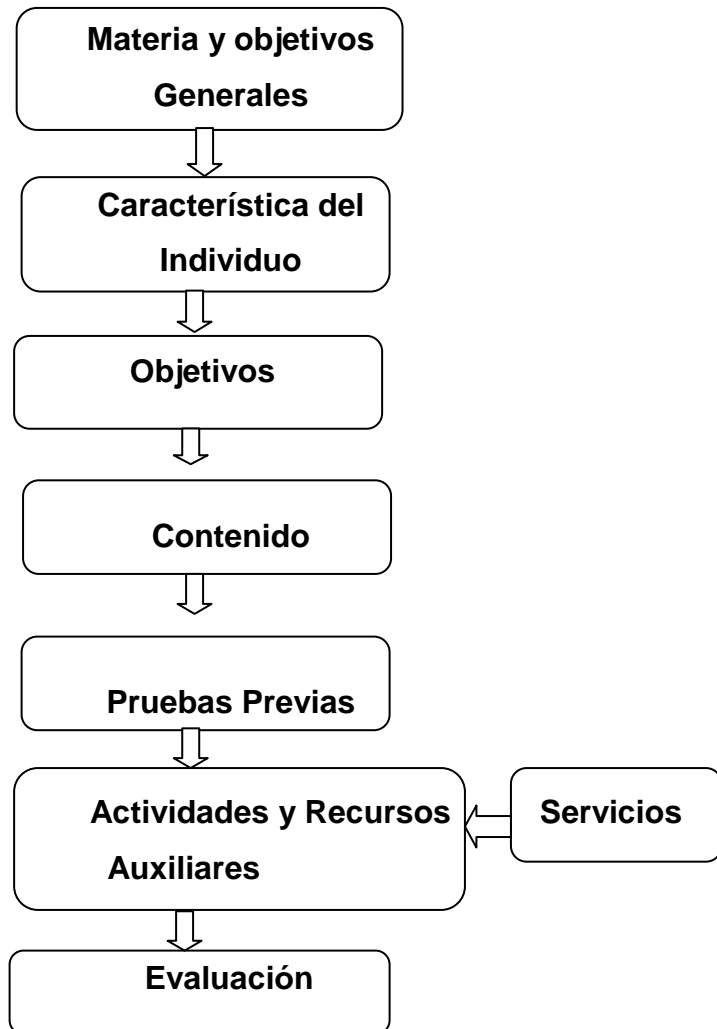 Materia y objetivos
Generales
Característica del
Individuo
Objetivos
Contenido
Pruebas Previas
Actividades y Recursos
Auxiliares
Servicios
Evaluación